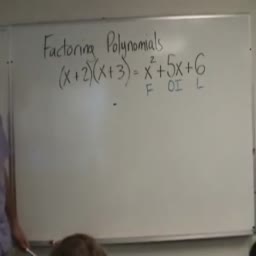 Factoring Polynomials
(x+2)(x+3) = x²+5x+6
F OI L